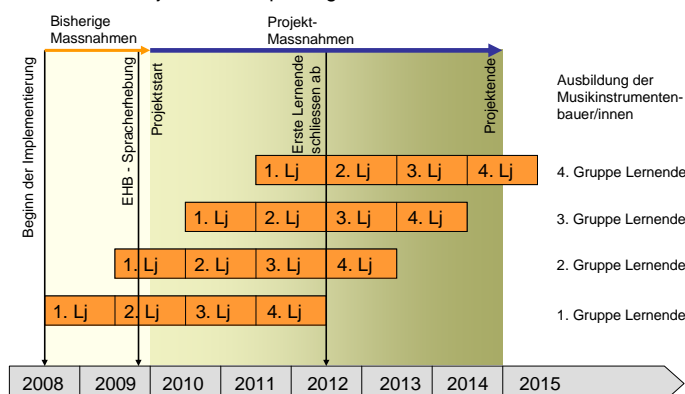 Bisherige
Massnahmen
Projekt-
Massnahmen
Beginn der Implementierung
EHB - Spracherhebung
Projektstart
Erste Lernende
schliessen ab
Projektende
Ausbildung der
Musikinstrumenten-
bauer/innen
1. Lj 2. Lj 3. Lj 4. Lj 4. Gruppe Lernende
1. Lj 2. Lj 3. Lj 4. Lj 3. Gruppe Lernende
1. Lj 2. Lj 3. Lj 4. Lj 2. Gruppe Lernende
1. Lj 2. Lj 3. Lj 4. Lj 1. Gruppe Lernende
2008 2009 2010 2011 2012 2013 2014 2015